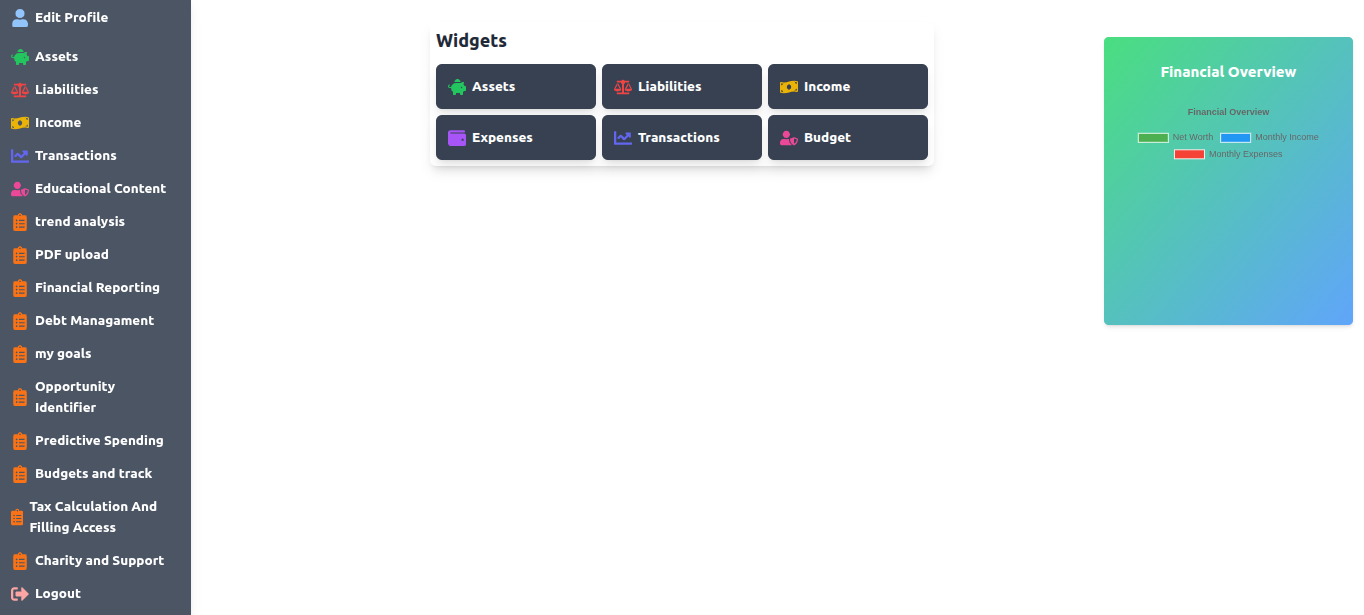 Edit Profile
Assets
Liabilities
Income
Transactions
Educational Content
trend analysis
PDF upload
Financial Reporting
Debt Managament
my goals
Opportunity
Identifier
Predictive Spending
Budgets and track
Tax Calculation And
Filling Access
Charity and Support
Logout
Widgets
Assets Liabilities Income
Expenses Transactions Budget
Financial Overview
Financial Overview
Net Worth Monthly Income
Monthly Expenses